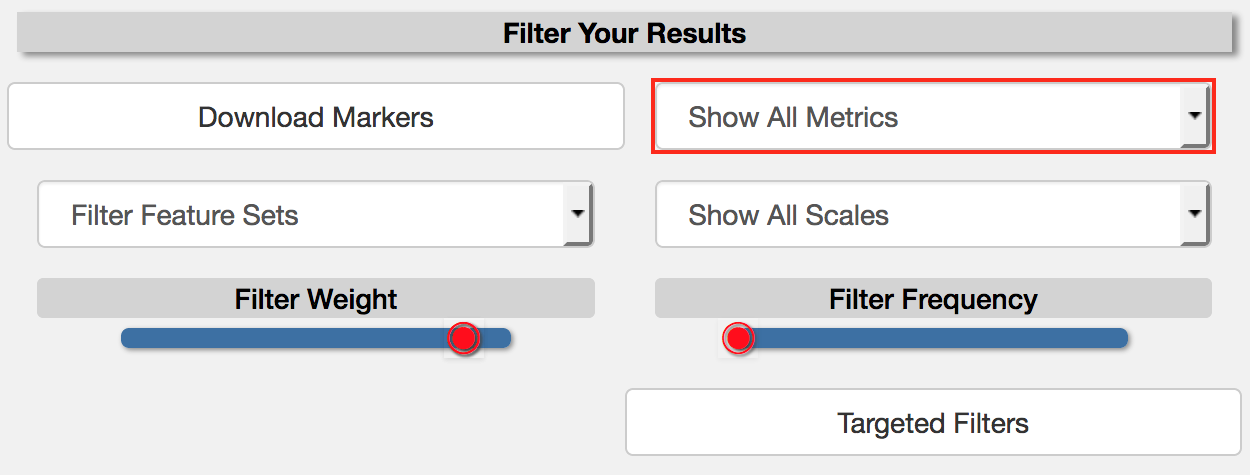 Filter Your Results
Download Markers
Show All Metrics
Filter Feature Sets
Show All Scales
Filter Weight
Filter Frequency
Targeted Filters